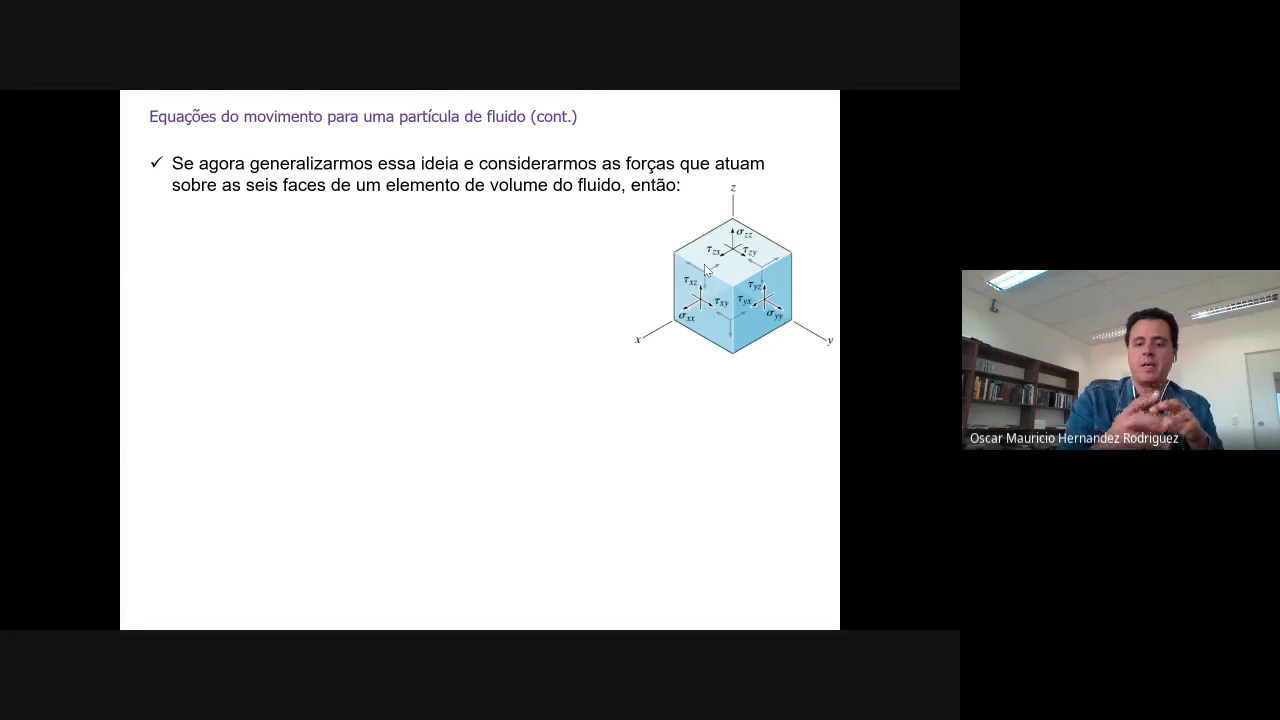 Equações do movimento para uma partícula de fluido (cont.)
✓ Se agora generalizarmos essa ideia e considerarmos as forças que atuam
sobre as seis faces de um elemento de volume do fluido, então:
z
σzz
τzx τzy
τxz τyz
τxy τyx
σxx σyy
x y
Oscar Mauricio Hernandez Rodriguez